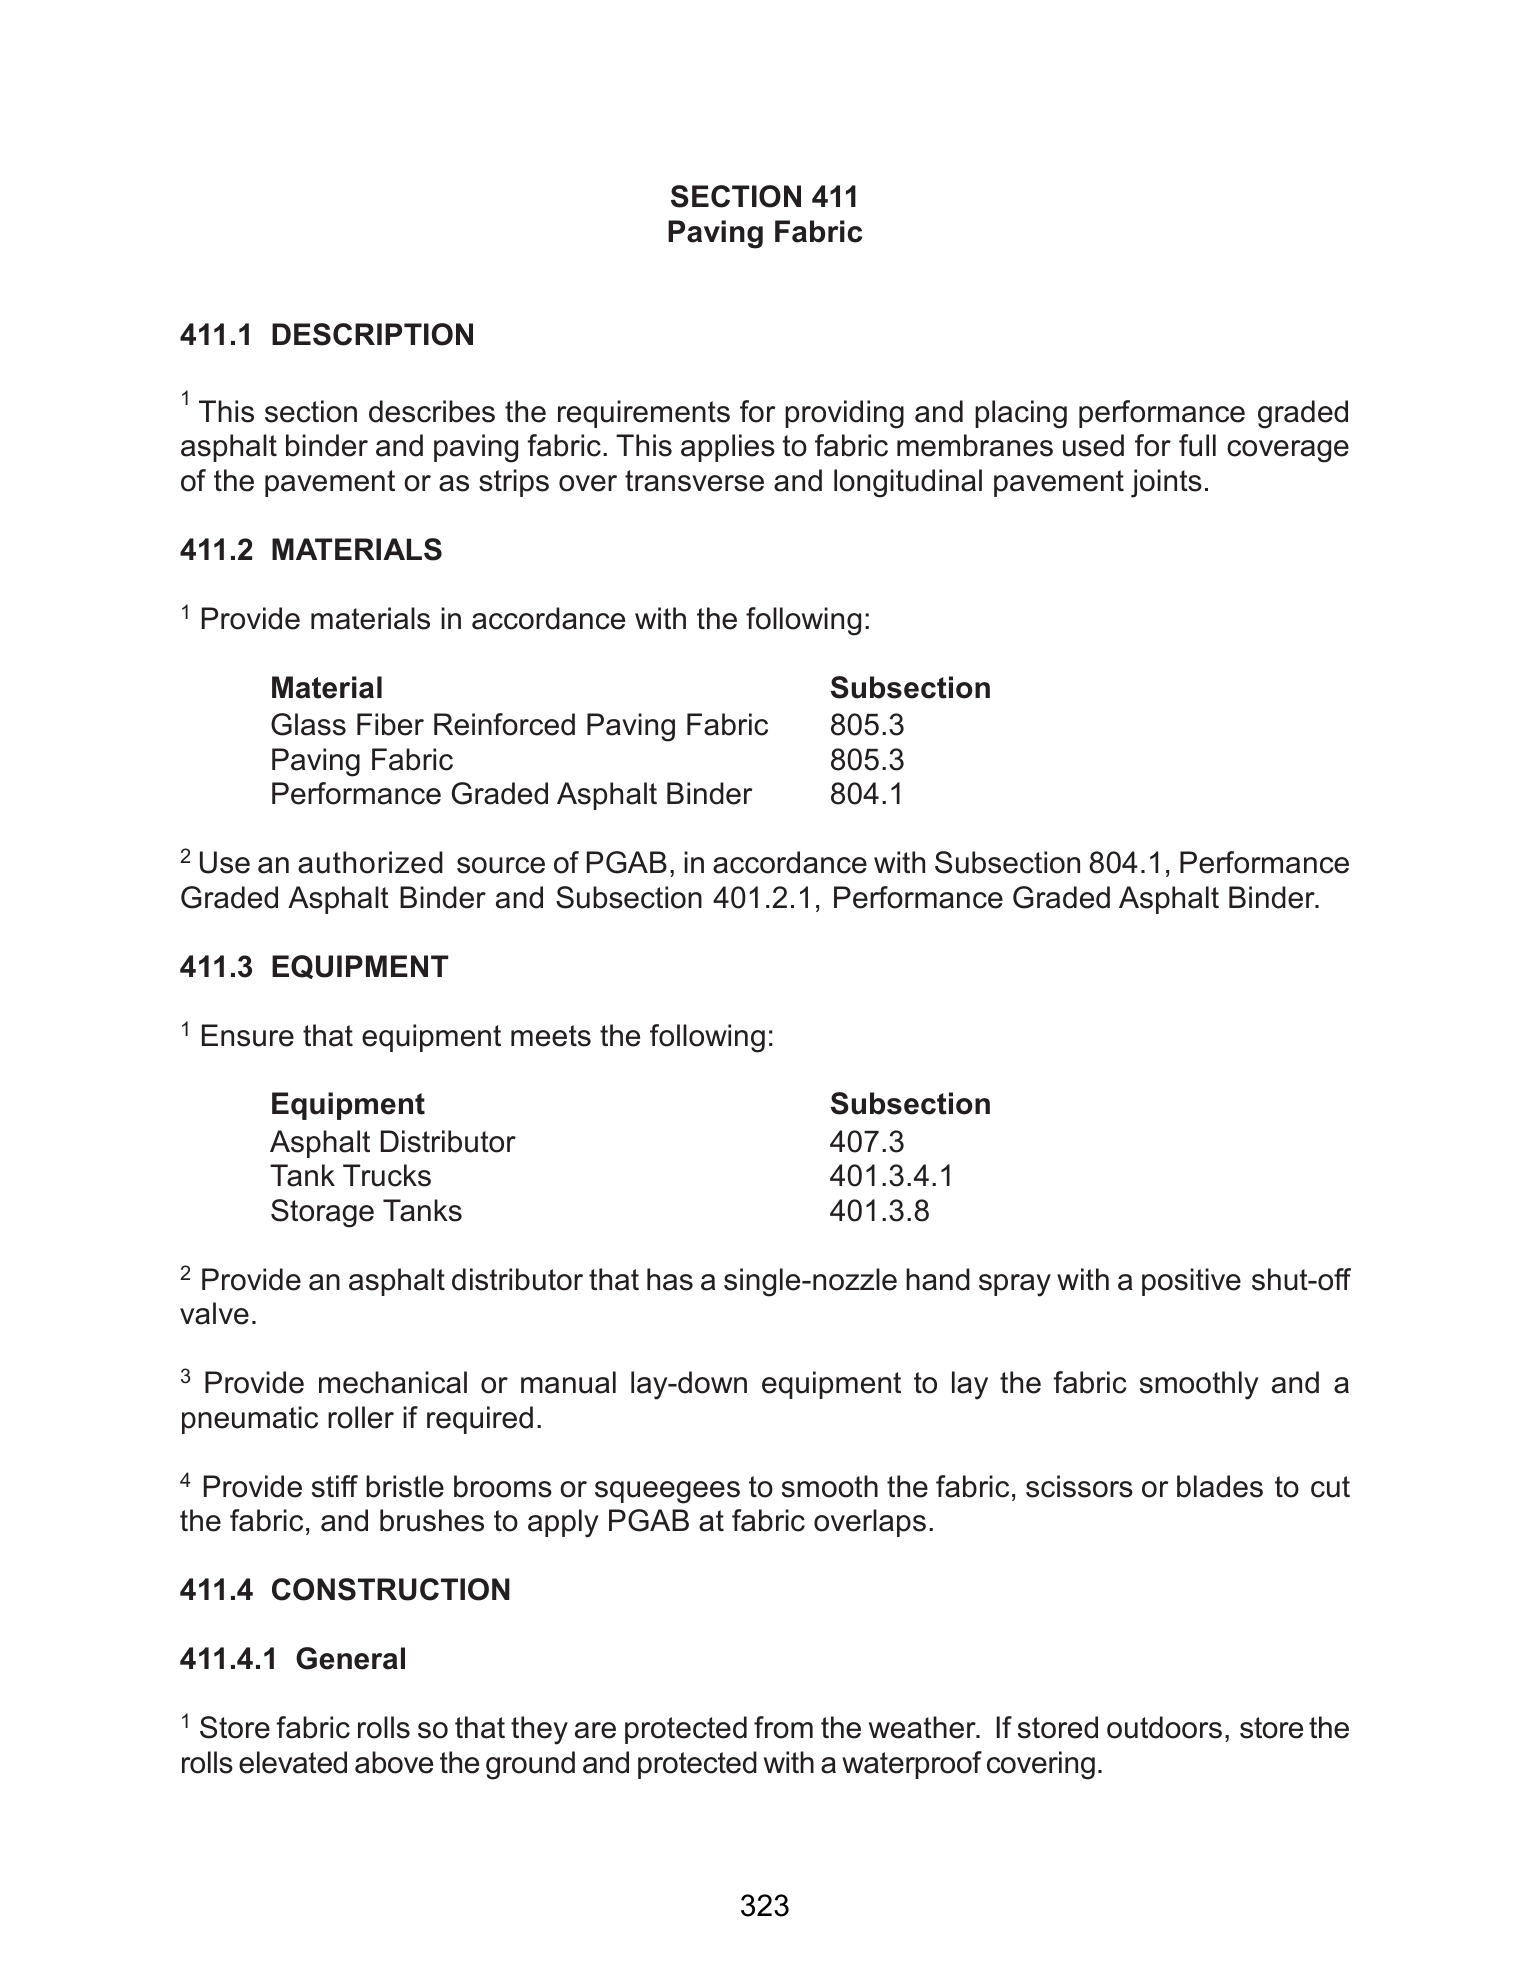 SECTION 411
Paving Fabric
411.1 DESCRIPTION
1 This section describes the requirements for providing and placing performance graded
asphalt binder and paving fabric. This applies to fabric membranes used for full coverage
of the pavement or as strips over transverse and longitudinal pavement joints.
411.2 MATERIALS
1 Provide materials in accordance with the following:
Material Subsection
Glass Fiber Reinforced Paving Fabric 805.3
Paving Fabric 805.3
Performance Graded Asphalt Binder 804.1
2 Use an authorized source of PGAB, in accordance with Subsection 804.1, Performance
Graded Asphalt Binder and Subsection 401.2.1, Performance Graded Asphalt Binder.
411.3 EQUIPMENT
1 Ensure that equipment meets the following:
Equipment Subsection
Asphalt Distributor 407.3
Tank Trucks 401.3.4.1
Storage Tanks 401.3.8
2 Provide an asphalt distributor that has a single-nozzle hand spray with a positive shut-off
valve.
3 Provide mechanical or manual lay-down equipment to lay the fabric smoothly and a
pneumatic roller if required.
4 Provide stiff bristle brooms or squeegees to smooth the fabric, scissors or blades to cut
the fabric, and brushes to apply PGAB at fabric overlaps.
411.4 CONSTRUCTION
411.4.1 General
1 Store fabric rolls so that they are protected from the weather. If stored outdoors, store the
rolls elevated above the ground and protected with a waterproof covering.
323